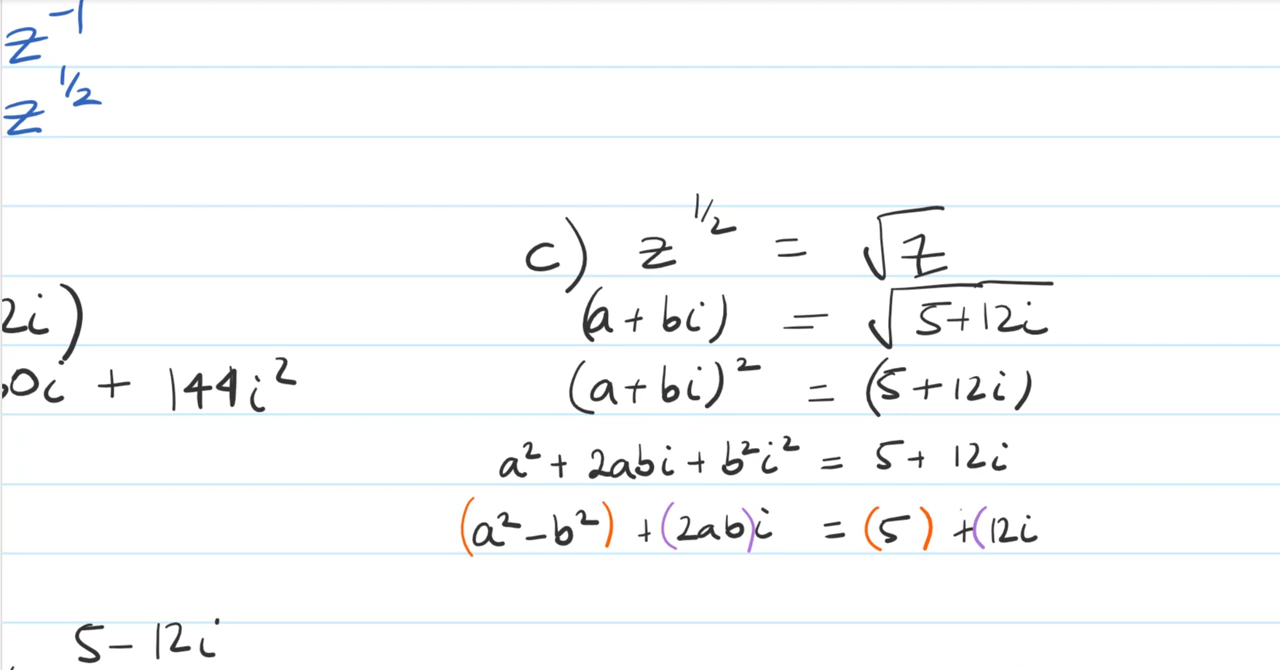 z⁻¹
z^1/2
c) z^1/2 = √z
2i)
(a + bi) = √5+12i
0i + 144i²
(a+bi)² = (5+12i)
a² + 2abi + b²i² = 5+ 12i
(a²-b²) +(2ab)i = (5) +(12i
5- 12i